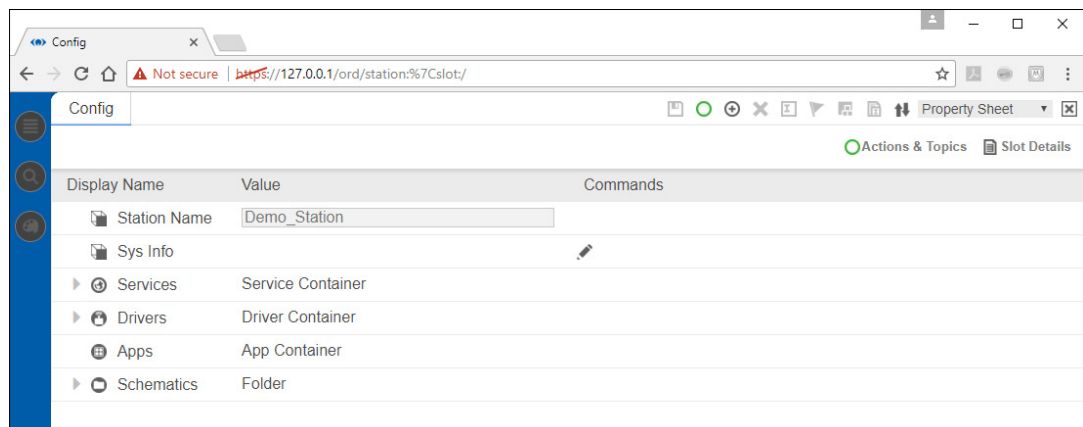 Config
Not secure https://127.0.0.1/ord/station:%7Cslot:/
Config Property Sheet
Actions & Topics Slot Details
Display Name Value Commands
Station Name Demo_Station
Sys Info
Services Service Container
Drivers Driver Container
Apps App Container
Schematics Folder